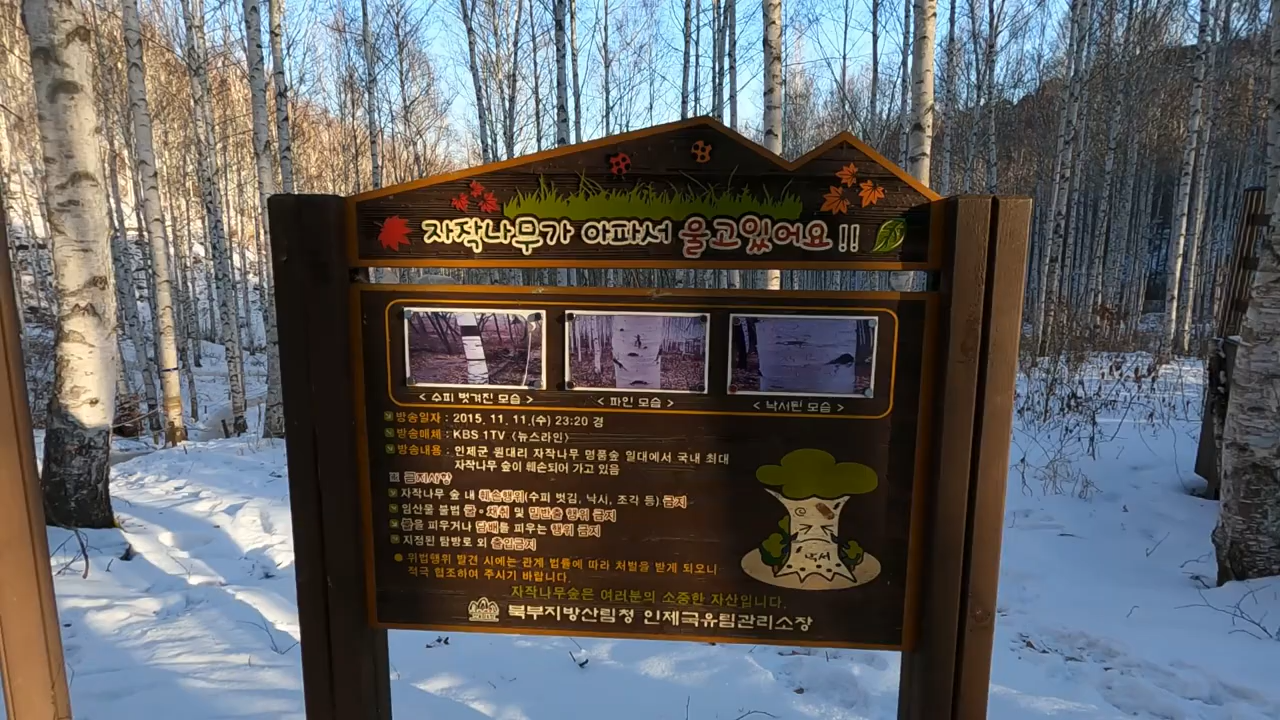 자작나무가 아파서 울고있어요 !!
< 수피 벗겨진 모습 >
< 파인 모습 >
< 낙서된 모습 >
방송일자 : 2015. 11. 11.(수) 23:20 경
방송매체 : KBS 1TV 〈뉴스라인〉
방송내용 : 인제군 원대리 자작나무 명품숲 일대에서 국내 최대
자작나무 숲이 훼손되어 가고 있음
금지사항
자작나무 숲 내 훼손행위(수피 벗김, 낙시, 조각 등) 금지
임산물 불법 굴·채취 및 밀반출 행위 금지
불을 피우거나 담배를 피우는 행위 금지
지정된 탐방로 외 출입금지
위법행위 발견 시에는 관계 법률에 따라 처벌을 받게 되오니
적극 협조하여 주시기 바랍니다.
낙서
자작나무숲은 여러분의 소중한 자산입니다.
북부지방산림청 인제국유림관리소장